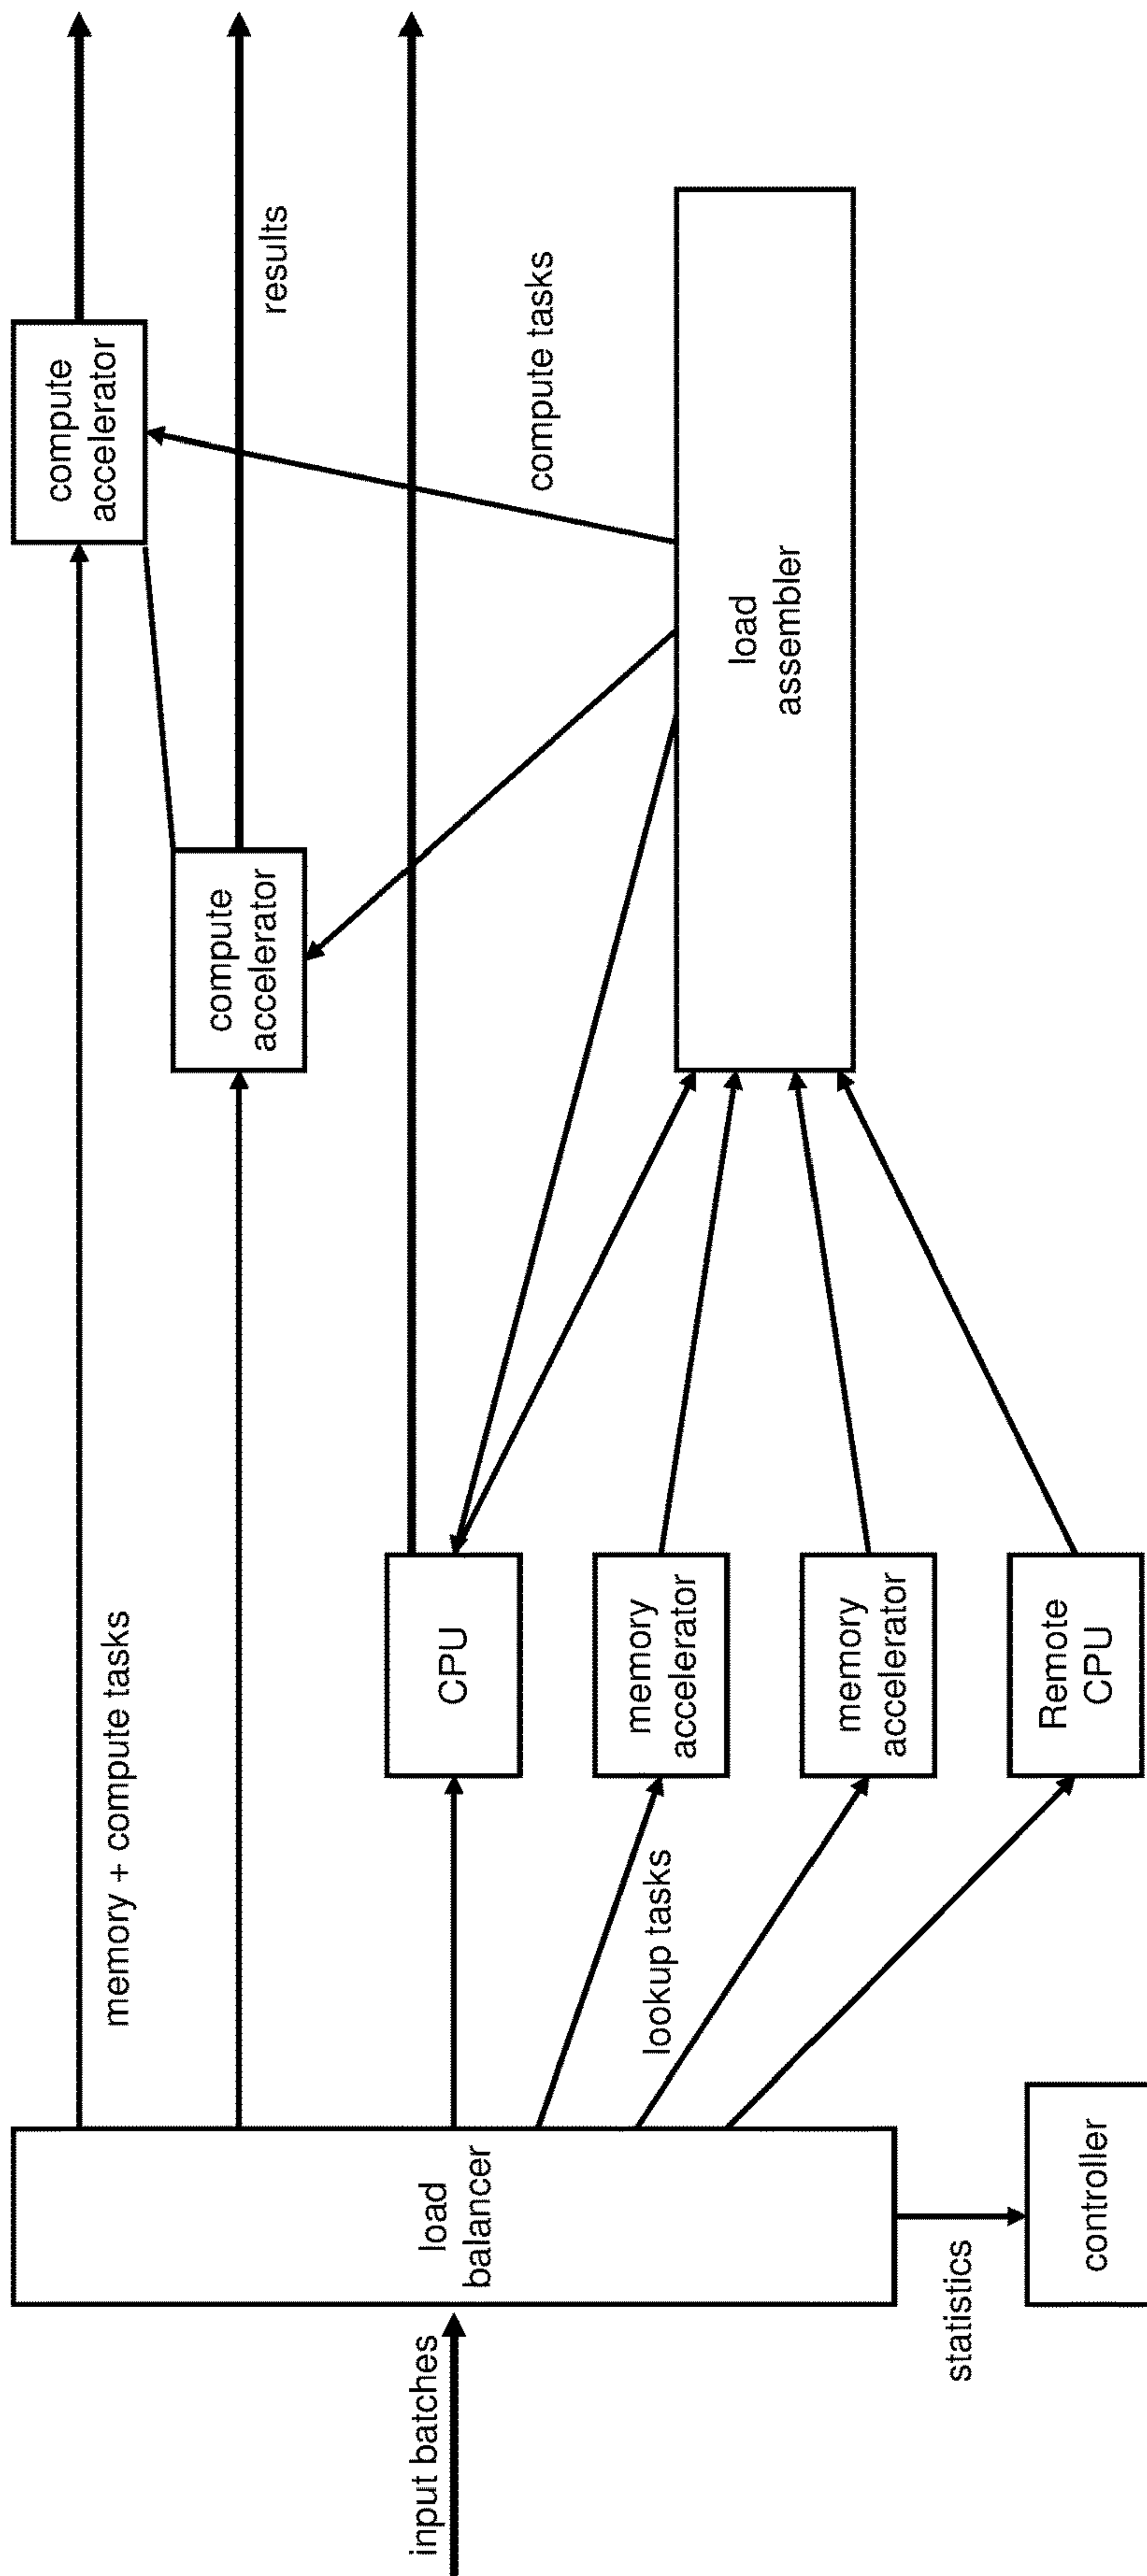 input batches
load
balancer
statistics
controller
memory + compute tasks
lookup tasks
CPU
memory
accelerator
memory
accelerator
Remote
CPU
compute
accelerator
compute
accelerator
load
assembler
compute tasks
results